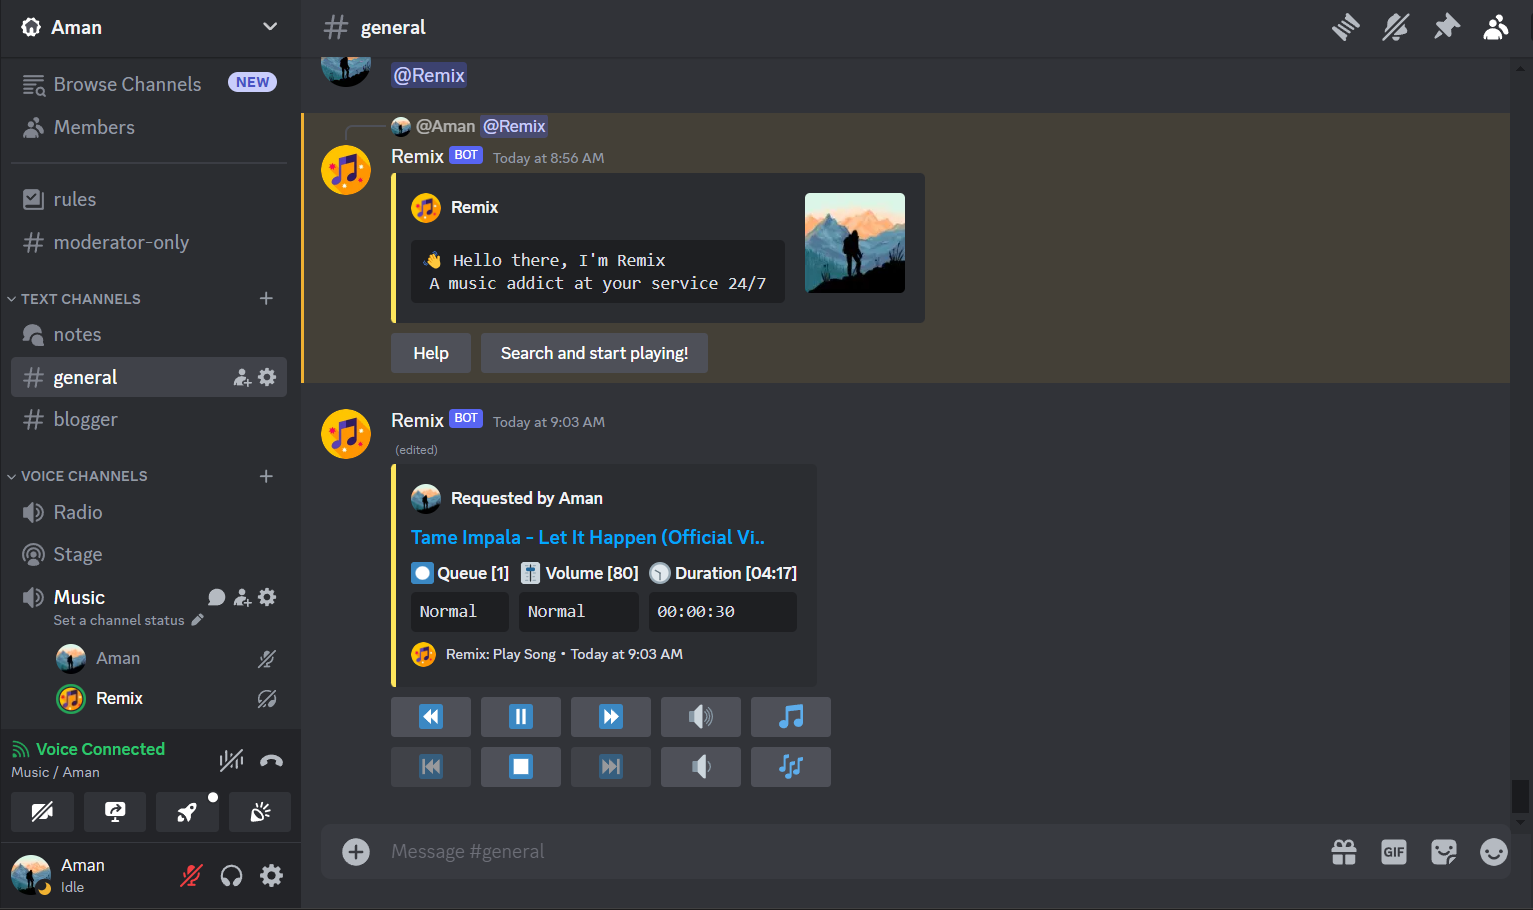 Aman
Browse Channels NEW
Members
rules
moderator-only
TEXT CHANNELS
notes
general
blogger
VOICE CHANNELS
Radio
Stage
Music
Set a channel status
Aman
Remix
Voice Connected
Music / Aman
Aman
Idle
# general
@Remix
@Aman @Remix
Remix BOT Today at 8:56 AM
Remix
👋 Hello there, I'm Remix
A music addict at your service 24/7
Help Search and start playing!
Remix BOT Today at 9:03 AM
(edited)
Requested by Aman
Tame Impala - Let It Happen (Official Vi..
Queue [1] Volume [80] Duration [04:17]
Normal Normal 00:00:30
Remix: Play Song • Today at 9:03 AM
Message #general
GIF